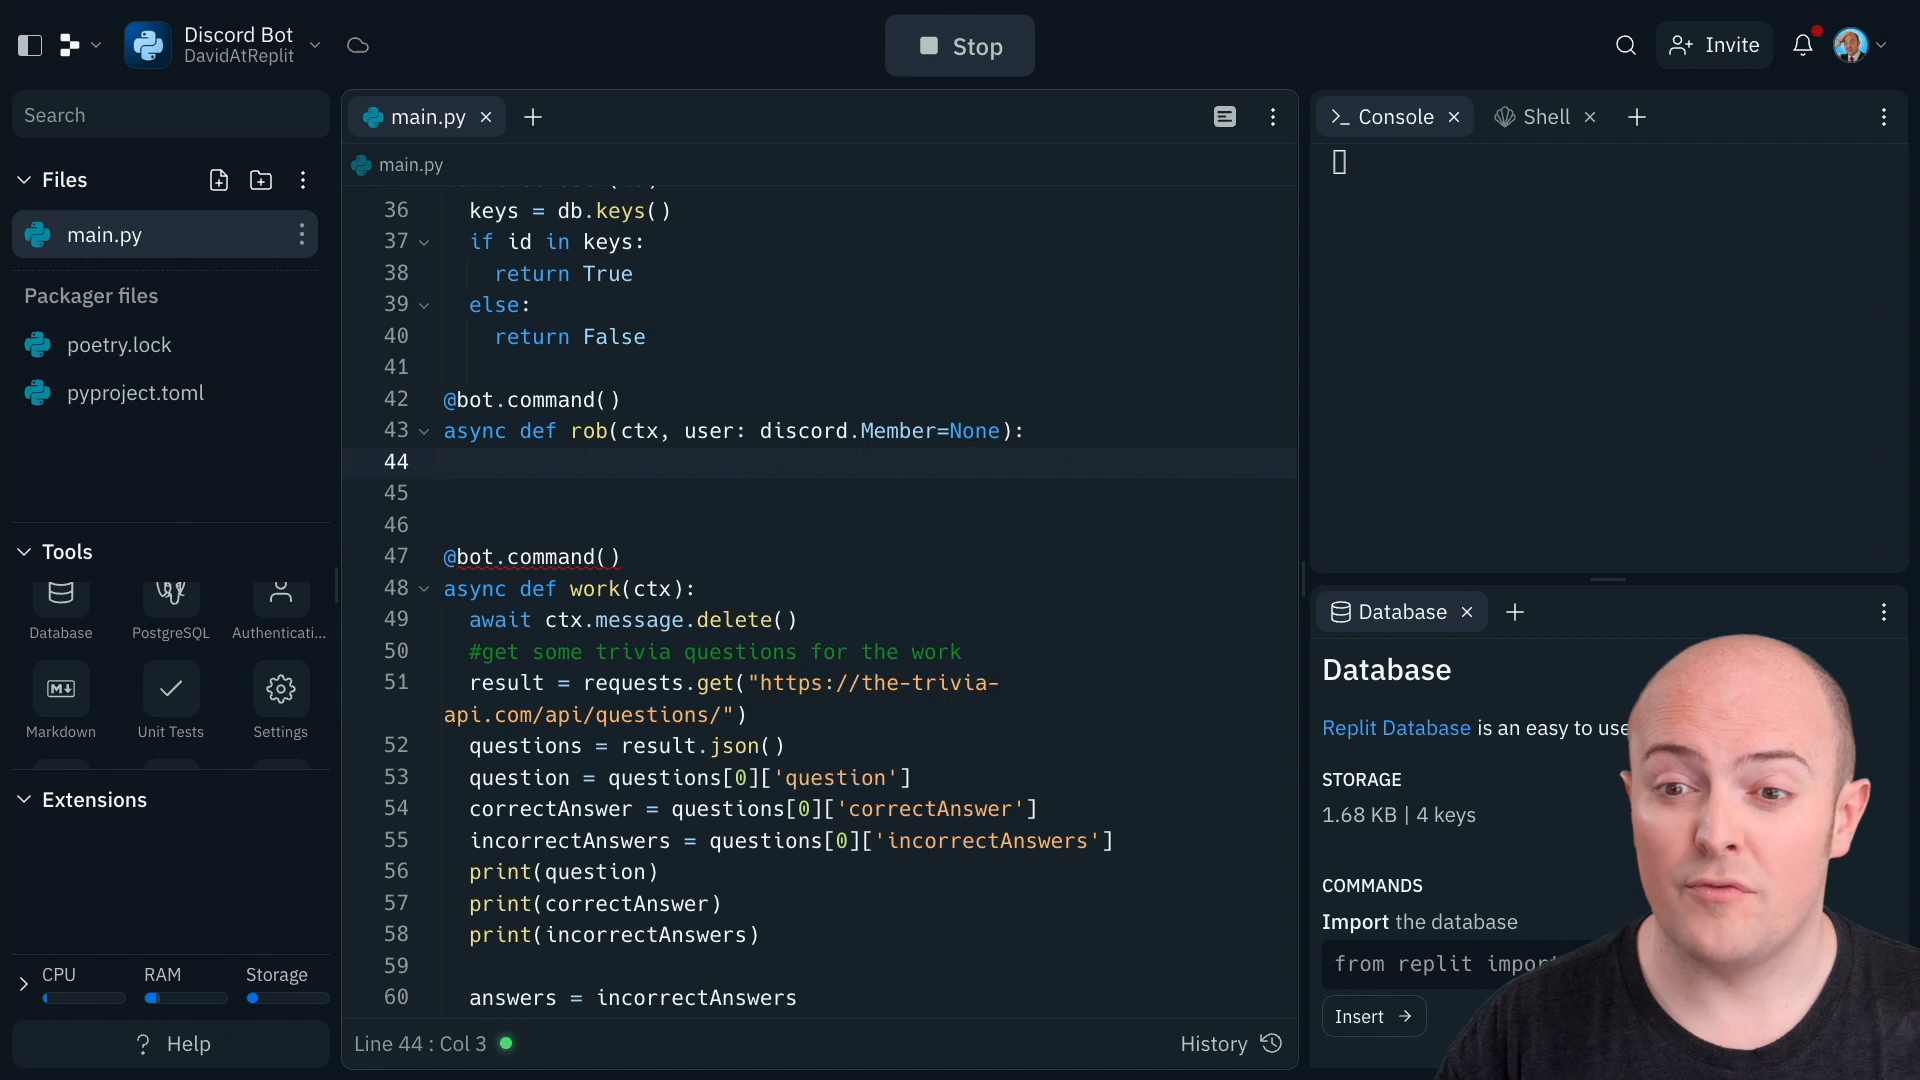 Discord Bot
DavidAtReplit
Stop
Invite
Search
Files
main.py
Packager files
poetry.lock
pyproject.toml
Tools
Database
PostgreSQL
Authenticati...
Markdown
Unit Tests
Settings
Extensions
CPU
RAM
Storage
? Help
main.py
main.py
36 keys = db.keys()
37 if id in keys:
38 return True
39 else:
40 return False
41
42 @bot.command()
43 async def rob(ctx, user: discord.Member=None):
44
45
46
47 @bot.command()
48 async def work(ctx):
49 await ctx.message.delete()
50 #get some trivia questions for the work
51 result = requests.get("https://the-trivia-
api.com/api/questions/")
52 questions = result.json()
53 question = questions[0]['question']
54 correctAnswer = questions[0]['correctAnswer']
55 incorrectAnswers = questions[0]['incorrectAnswers']
56 print(question)
57 print(correctAnswer)
58 print(incorrectAnswers)
59
60 answers = incorrectAnswers
Line 44 : Col 3
History
Console
Shell
Database
Database
Replit Database is an easy to use
STORAGE
1.68 KB | 4 keys
COMMANDS
Import the database
from replit import
Insert →